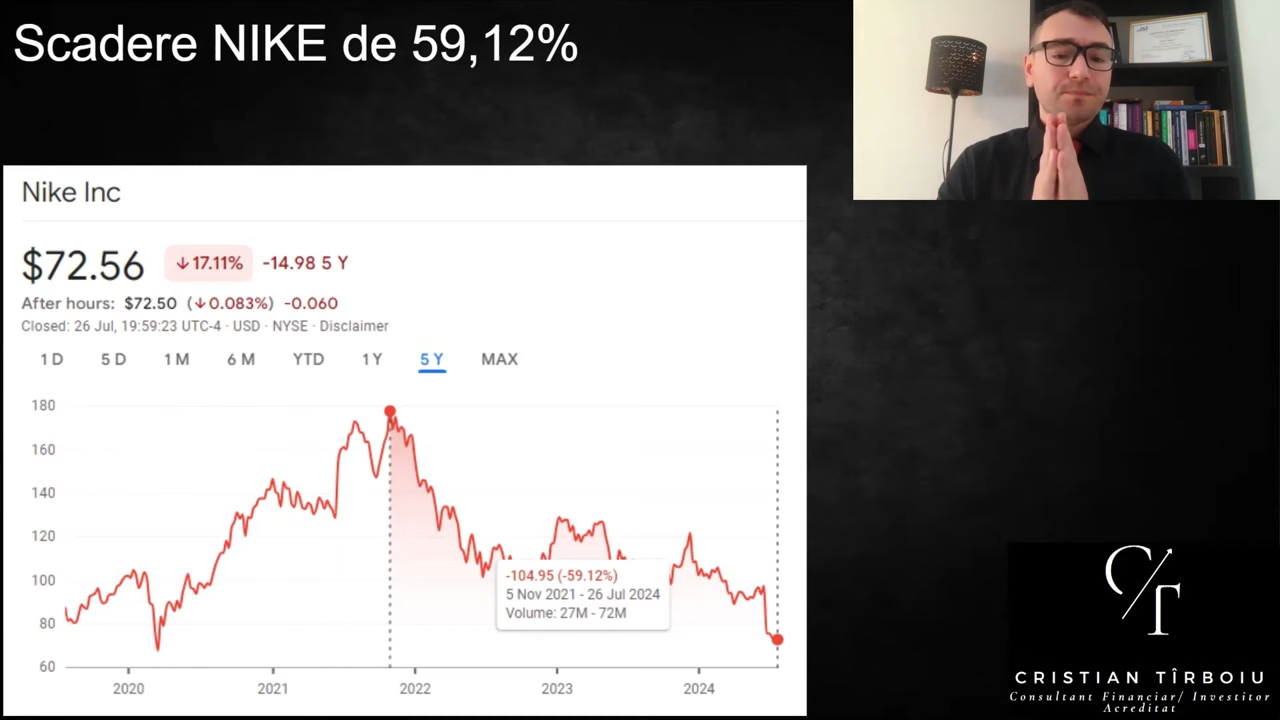 Scadere NIKE de 59,12%
Nike Inc
$72.56 ↓17.11% -14.98 5 Y
After hours: $72.50 (↓0.083%) -0.060
Closed: 26 Jul, 19:59:23 UTC-4 · USD · NYSE · Disclaimer
1 D 5 D 1 M 6 M YTD 1 Y 5 Y MAX
180
160
140
120
100
80
60
-104.95 (-59.12%)
5 Nov 2021 - 26 Jul 2024
Volume: 27M - 72M
2020 2021 2022 2023 2024
C T
CRISTIAN TÎRBOIU
Consultant Financiar/ Investitor
Acreditat